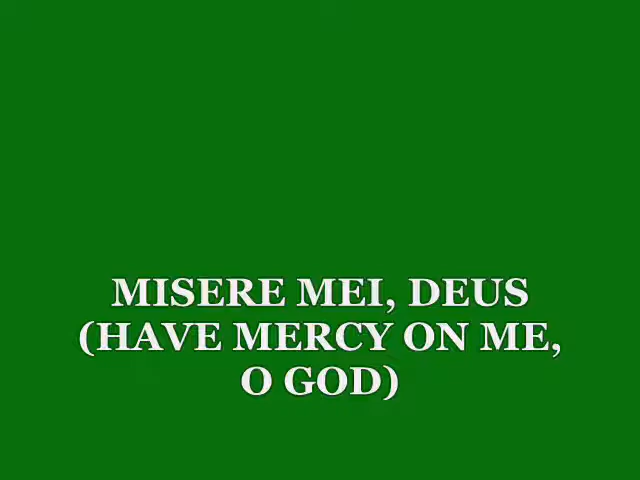 MISERE MEI, DEUS
(HAVE MERCY ON ME,
O GOD)